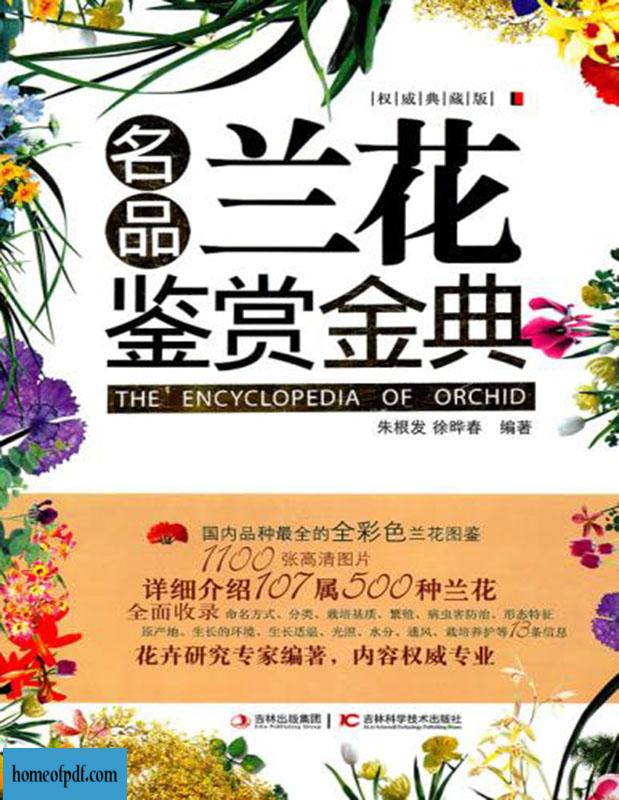 权威典藏版
名品
兰花
鉴赏金典
THE ENCYCLOPEDIA OF ORCHID
朱根发 徐晔春 编著
国内品种最全的全彩色兰花图鉴
1100张高清图片
详细介绍107属500种兰花
全面收录 命名方式、分类、栽培基质、繁殖、病虫害防治、形态特征
原产地、生长的环境、生长适温、光照、水分、通风、栽培养护等13条信息
花卉研究专家编著，内容权威专业
吉林出版集团
吉林科学技术出版社
homeofpdf.com